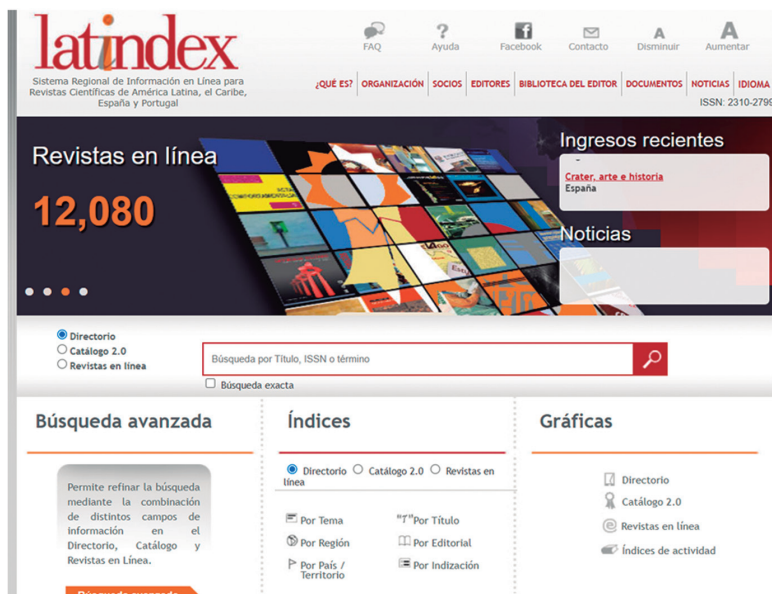 latindex
Sistema Regional de Información en Línea para
Revistas Científicas de América Latina, el Caribe,
España y Portugal
FAQ
Ayuda
Facebook
Contacto
Disminuir
Aumentar
¿QUÉ ES? ORGANIZACIÓN SOCIOS EDITORES BIBLIOTECA DEL EDITOR DOCUMENTOS NOTICIAS IDIOMA
ISSN: 2310-2799
Revistas en línea
12,080
Ingresos recientes
Crater, arte e historia
España
Noticias
Directorio
Catálogo 2.0
Revistas en línea
Búsqueda por Título, ISSN o término
Búsqueda exacta
Búsqueda avanzada
Permite refinar la búsqueda
mediante la combinación
de distintos campos de
información en el
Directorio, Catálogo y
Revistas en Línea.
Búsqueda avanzada
Índices
Directorio Catálogo 2.0 Revistas en
línea
Por Tema
"T" Por Título
Por Región
Por Editorial
Por País /
Territorio
Por Indización
Gráficas
Directorio
Catálogo 2.0
Revistas en línea
Índices de actividad